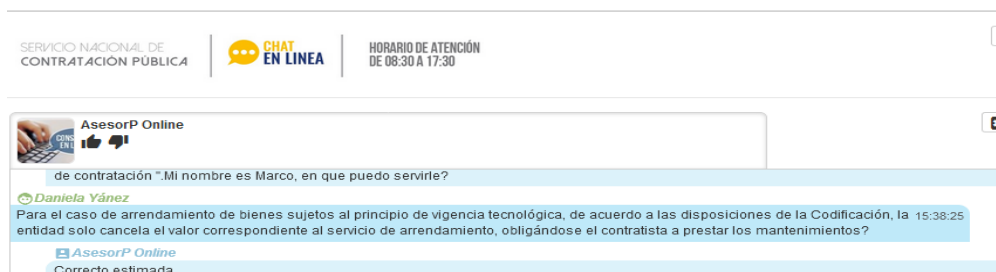 SERVICIO NACIONAL DE
CONTRATACIÓN PÚBLICA
CHAT
EN LINEA
HORARIO DE ATENCIÓN
DE 08:30 A 17:30
AsesorP Online
CONS
EN L
de contratación ".Mi nombre es Marco, en que puedo servirle?
Daniela Yánez
Para el caso de arrendamiento de bienes sujetos al principio de vigencia tecnológica, de acuerdo a las disposiciones de la Codificación, la 15:38:25
entidad solo cancela el valor correspondiente al servicio de arrendamiento, obligándose el contratista a prestar los mantenimientos?
AsesorP Online
Correcto estimada